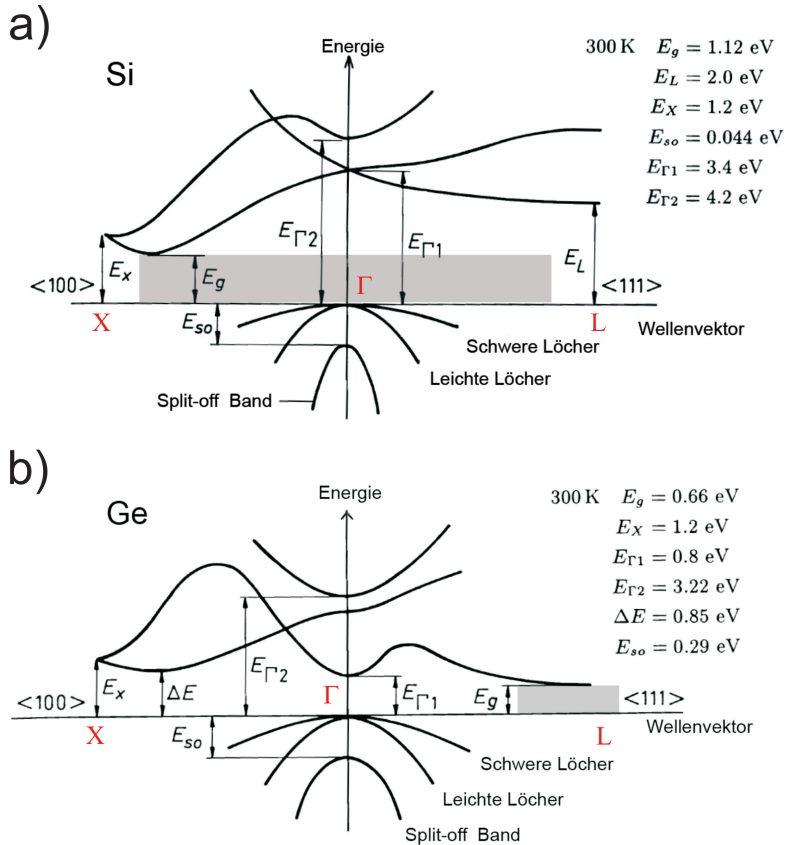 a)
Si
Energie
300 K E_g = 1.12 eV
E_L = 2.0 eV
E_X = 1.2 eV
E_so = 0.044 eV
E_Γ1 = 3.4 eV
E_Γ2 = 4.2 eV
E_Γ2
E_Γ1
E_x
E_g
E_L
<100>
Γ
<111>
X
E_so
L
Wellenvektor
Schwere Löcher
Leichte Löcher
Split-off Band
b)
Ge
Energie
300 K E_g = 0.66 eV
E_X = 1.2 eV
E_Γ1 = 0.8 eV
E_Γ2 = 3.22 eV
ΔE = 0.85 eV
E_so = 0.29 eV
E_Γ2
<100>
E_x
ΔE
Γ
E_Γ1
E_g
<111>
X
E_so
L
Wellenvektor
Schwere Löcher
Leichte Löcher
Split-off Band